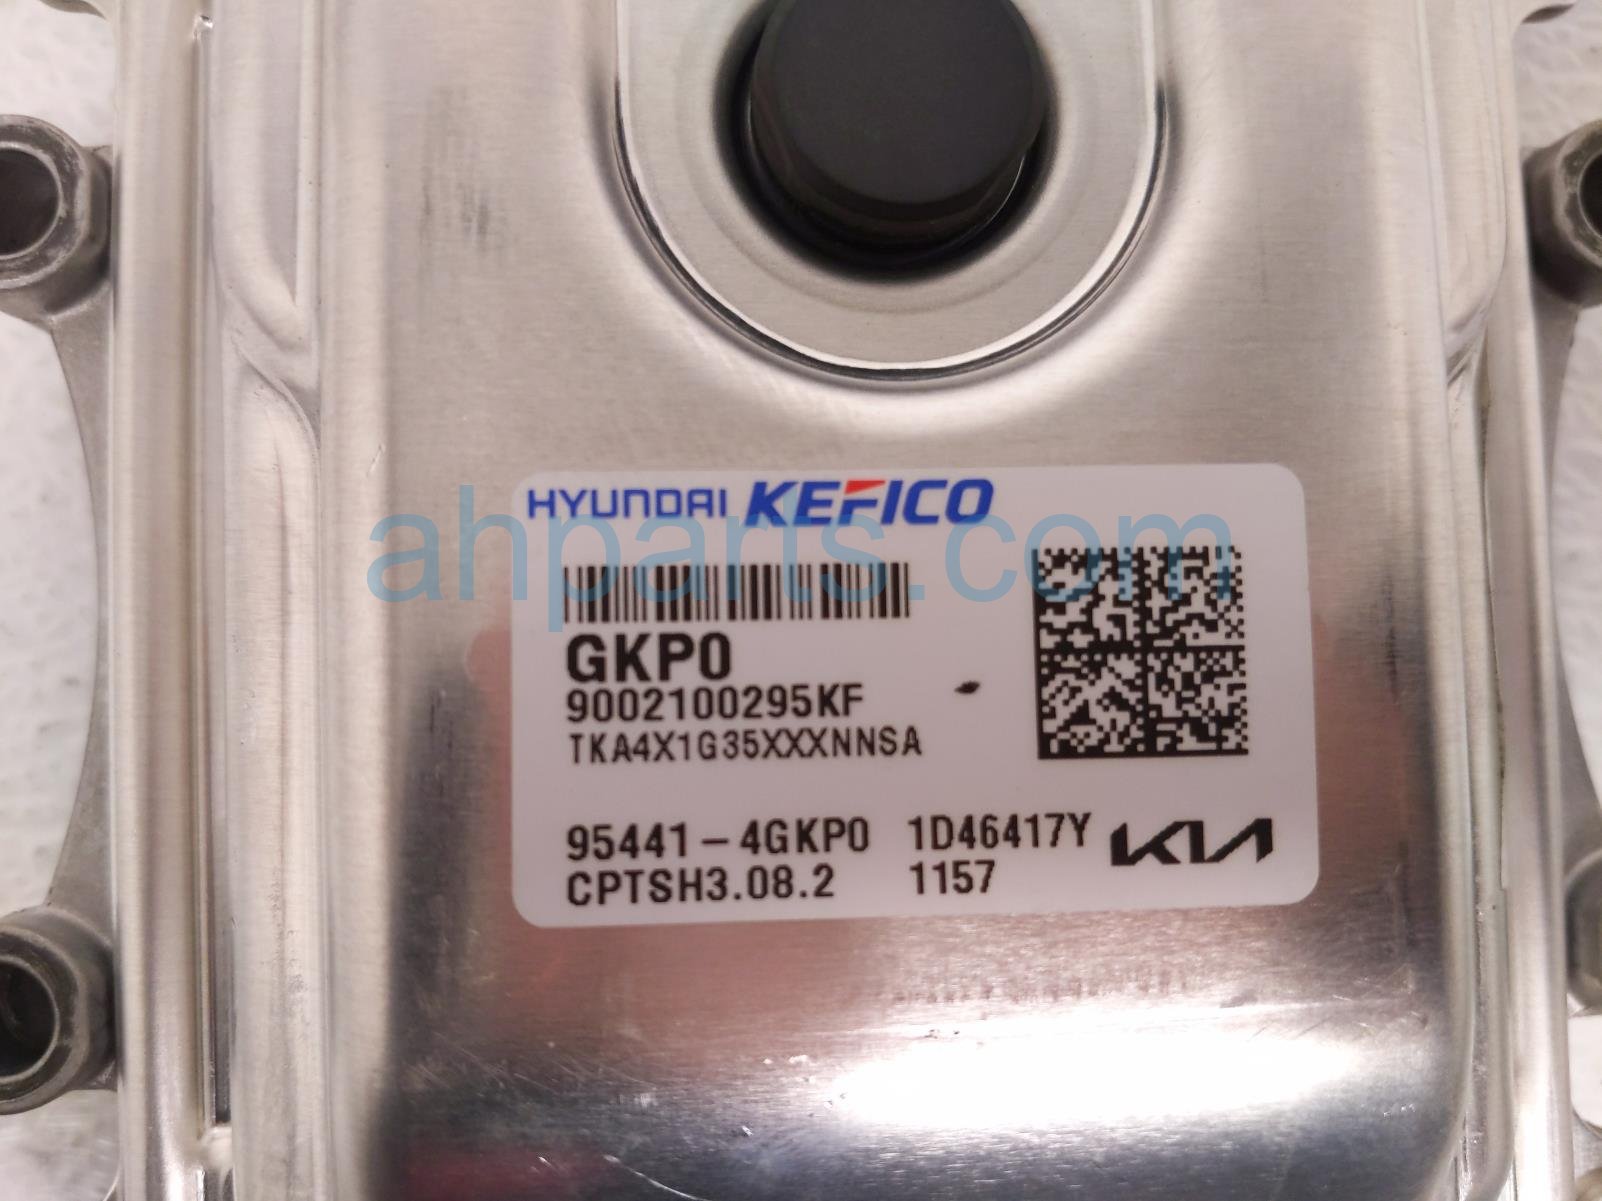 HYUNDAI KEFICO
ahparts.com
GKP0
9002100295KF
TKA4X1G35XXXNNSA
95441-4GKP0 1D46417Y KIA
CPTSH3.08.2 1157